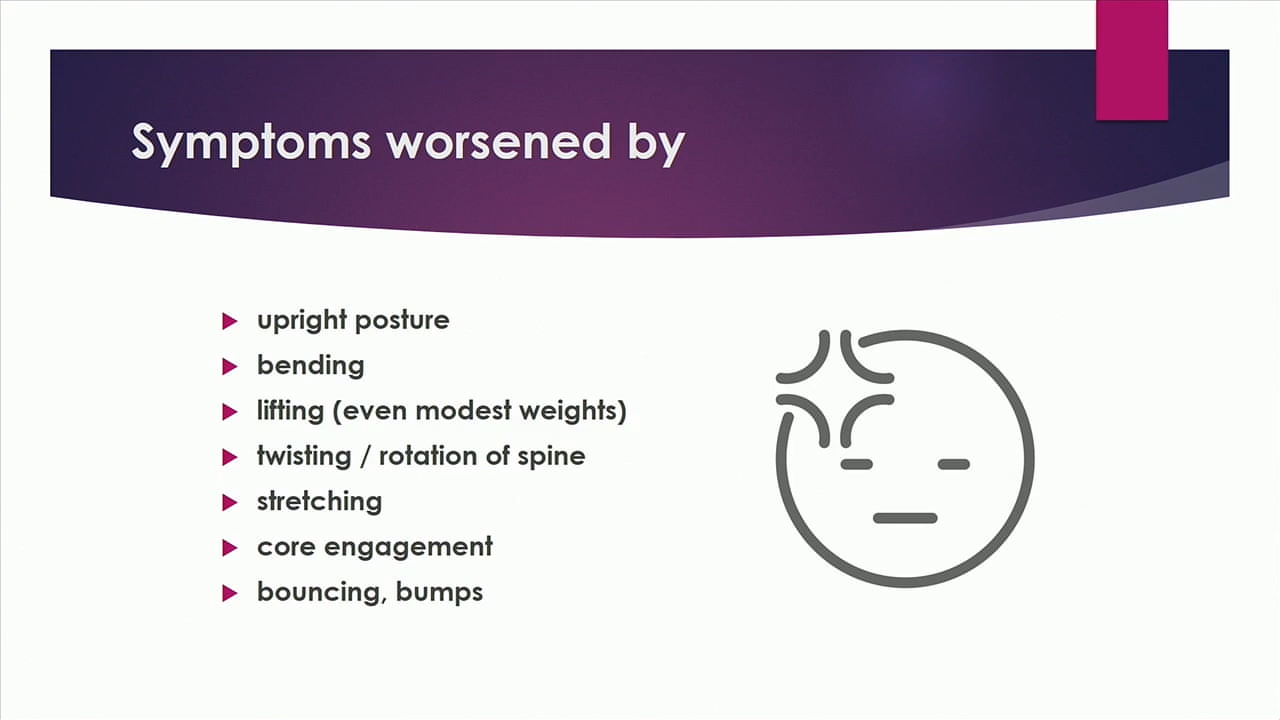 Symptoms worsened by
upright posture
bending
lifting (even modest weights)
twisting / rotation of spine
stretching
core engagement
bouncing, bumps